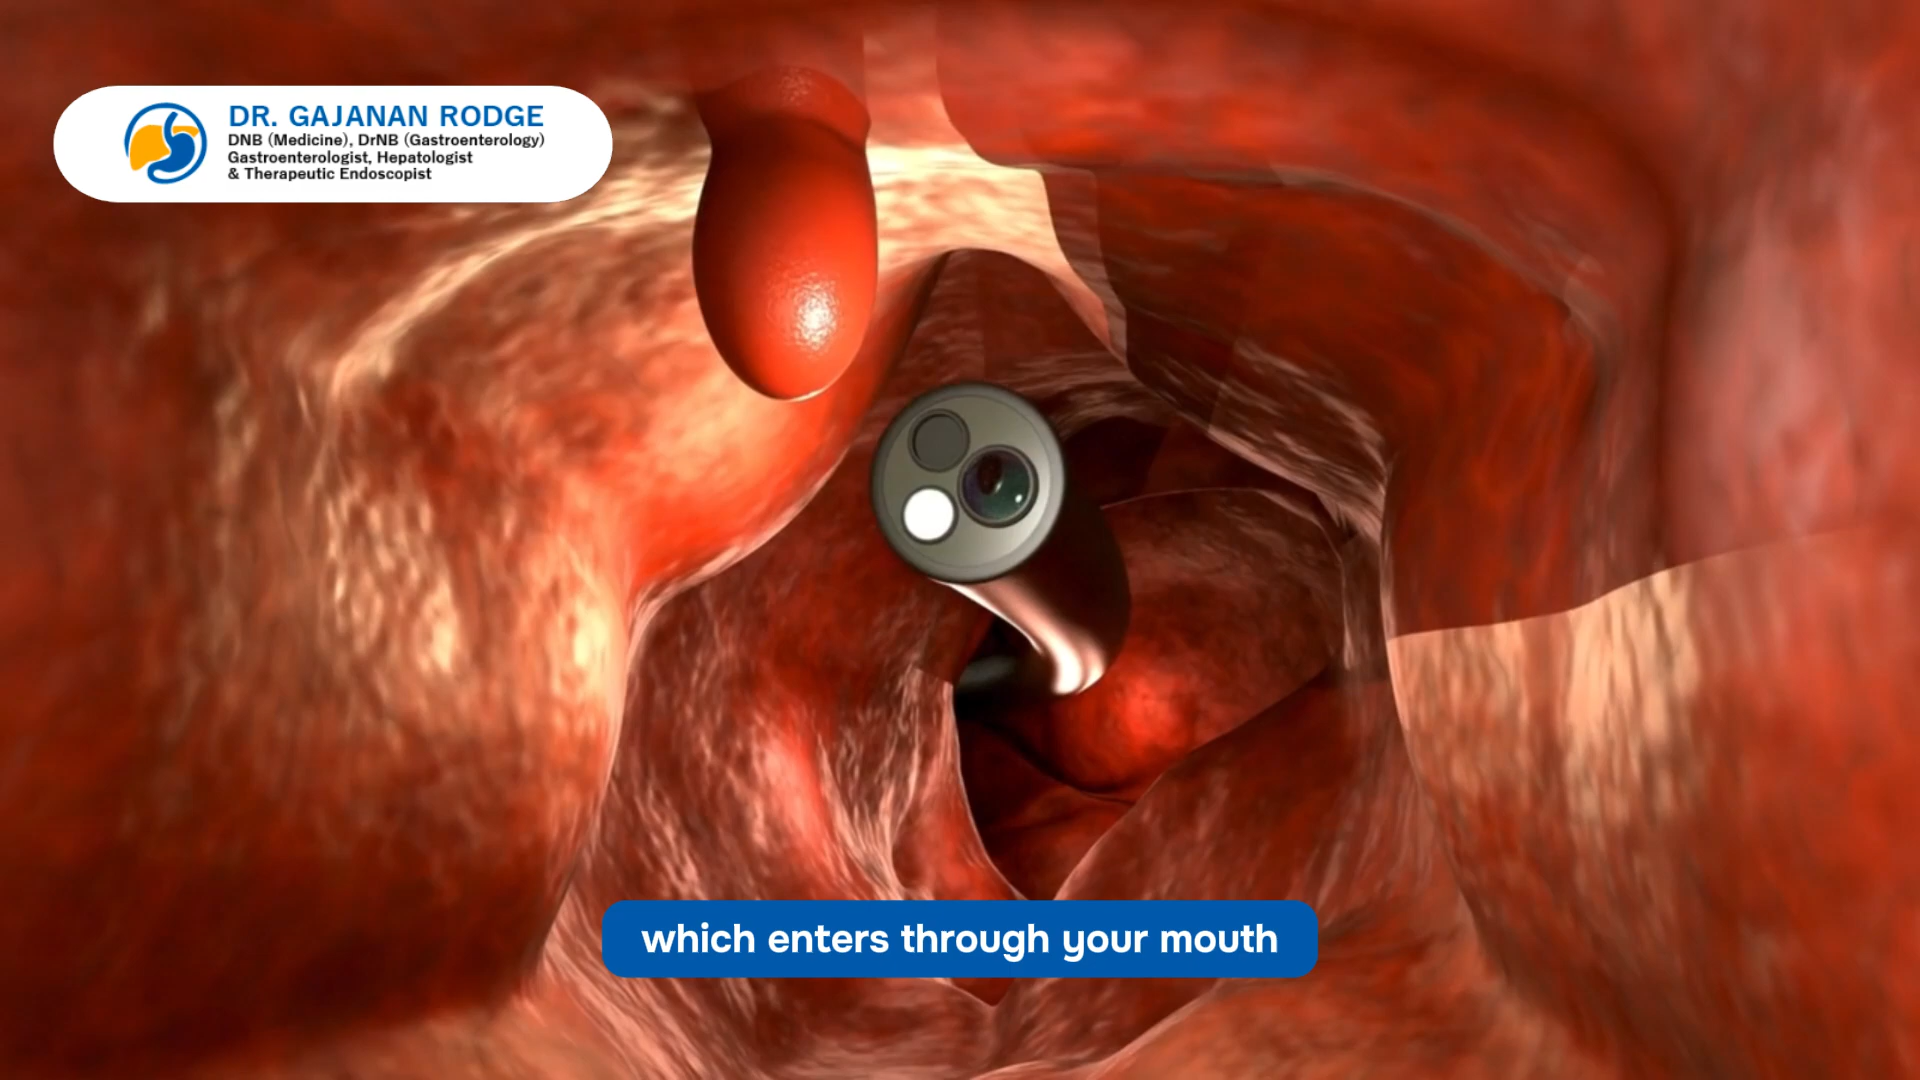 DR. GAJANAN RODGE
DNB (Medicine), DrNB (Gastroenterology)
Gastroenterologist, Hepatologist
& Therapeutic Endoscopist
which enters through your mouth